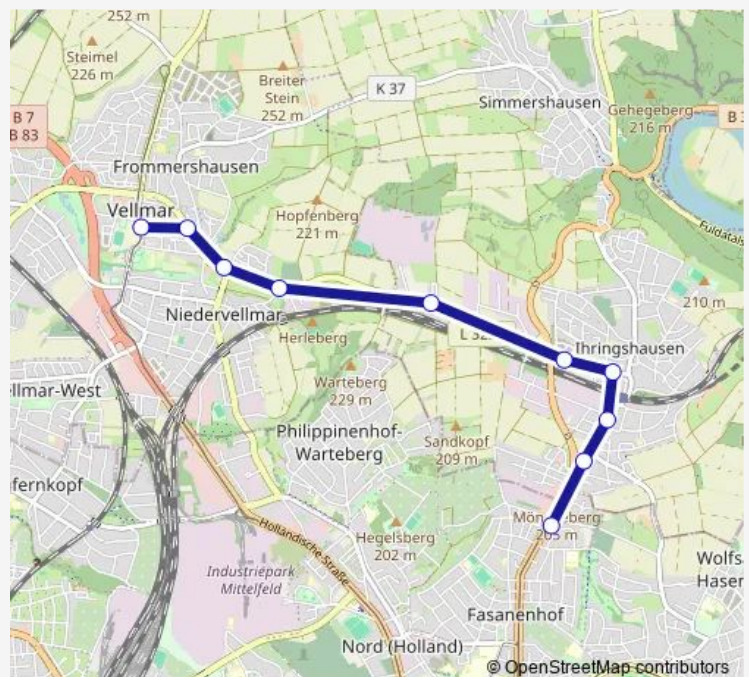 252 m
Steimel
226 m
Breiter
Stein
252 m
K 37
Simmershausen
Gehegeberg
216 m
B 7
B 83
Frommershausen
Vellmar
Hopfenberg
221 m
210 m
Niedervellmar
Herleberg
Ihringshausen
Warteberg
229 m
ellmar-West
Philippinenhof-
Warteberg
Sandkopf
209 m
fernkopf
Holländische Straße
Hegelsberg
202 m
Industriepark
Mittelfeld
Wolfs
Hasen
Fasanenhof
Nord (Holland)
© OpenStreetMap contributors